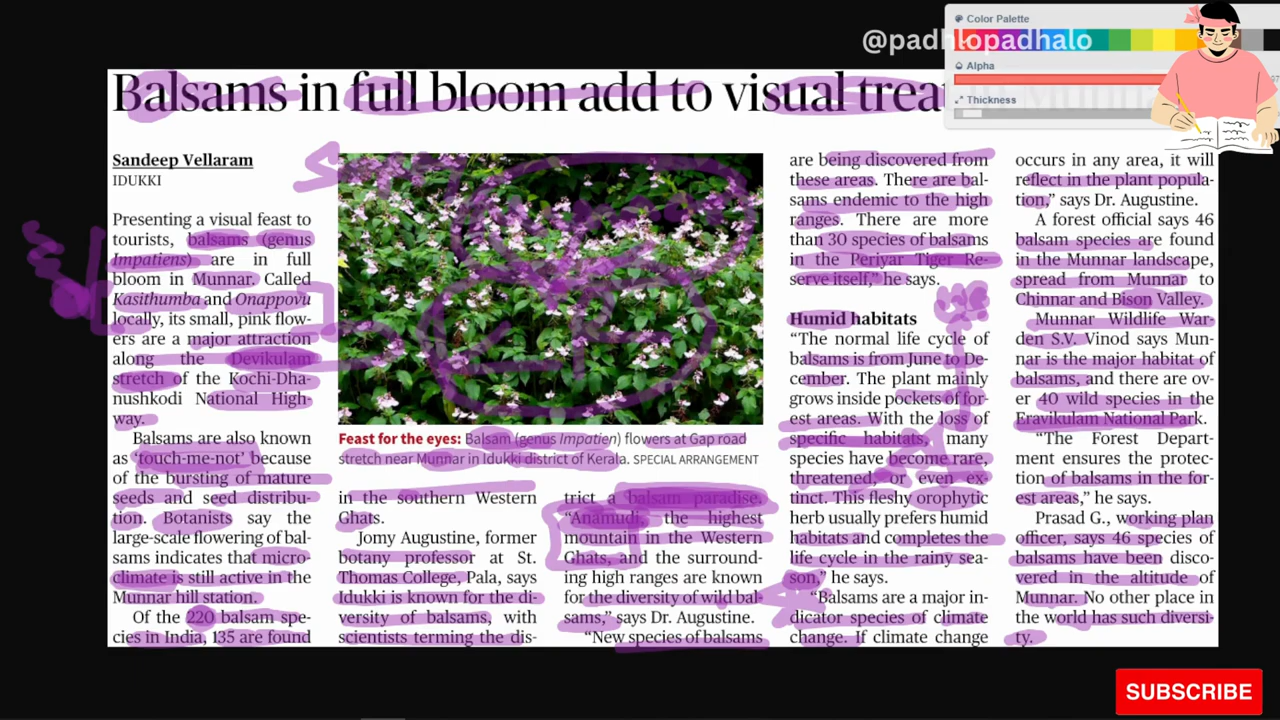 Color Palette
@padhlopadhalo
Alpha
Thickness
Balsams in full bloom add to visual treat
Sandeep Vellaram
IDUKKI
Presenting a visual feast to
tourists, balsams (genus
Impatiens) are in full
bloom in Munnar. Called
Kasithumba and Onappovu
locally, its small, pink flow-
ers are a major attraction
along the Devikulam
stretch of the Kochi-Dha-
nushkodi National High-
way.
Balsams are also known
as ‘touch-me-not’ because
of the bursting of mature
seeds and seed distribu-
tion. Botanists say the
large-scale flowering of bal-
sams indicates that micro-
climate is still active in the
Munnar hill station.
Of the 220 balsam spe-
cies in India, 135 are found
Feast for the eyes: Balsam (genus Impatien) flowers at Gap road
stretch near Munnar in Idukki district of Kerala. SPECIAL ARRANGEMENT
in the southern Western
Ghats.
Jomy Augustine, former
botany professor at St.
Thomas College, Pala, says
Idukki is known for the di-
versity of balsams, with
scientists terming the dis-
trict a balsam paradise.
“Anamudi, the highest
mountain in the Western
Ghats, and the surround-
ing high ranges are known
for the diversity of wild bal-
sams,” says Dr. Augustine.
“New species of balsams
are being discovered from
these areas. There are bal-
sams endemic to the high
ranges. There are more
than 30 species of balsams
in the Periyar Tiger Re-
serve itself,” he says.
Humid habitats
“The normal life cycle of
balsams is from June to De-
cember. The plant mainly
grows inside pockets of for-
est areas. With the loss of
specific habitats, many
species have become rare,
threatened, or even ex-
tinct. This fleshy orophytic
herb usually prefers humid
habitats and completes the
life cycle in the rainy sea-
son,” he says.
“Balsams are a major in-
dicator species of climate
change. If climate change
occurs in any area, it will
reflect in the plant popula-
tion,” says Dr. Augustine.
A forest official says 46
balsam species are found
in the Munnar landscape,
spread from Munnar to
Chinnar and Bison Valley.
Munnar Wildlife War-
den S.V. Vinod says Mun-
nar is the major habitat of
balsams, and there are ov-
er 40 wild species in the
Eravikulam National Park.
“The Forest Depart-
ment ensures the protec-
tion of balsams in the for-
est areas,” he says.
Prasad G., working plan
officer, says 46 species of
balsams have been disco-
vered in the altitude of
Munnar. No other place in
the world has such diversi-
ty.
SUBSCRIBE